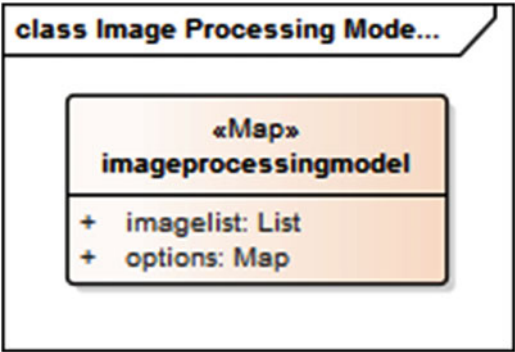 class Image Processing Mode...
«Map»
imageprocessingmodel
+ imagelist: List
+ options: Map